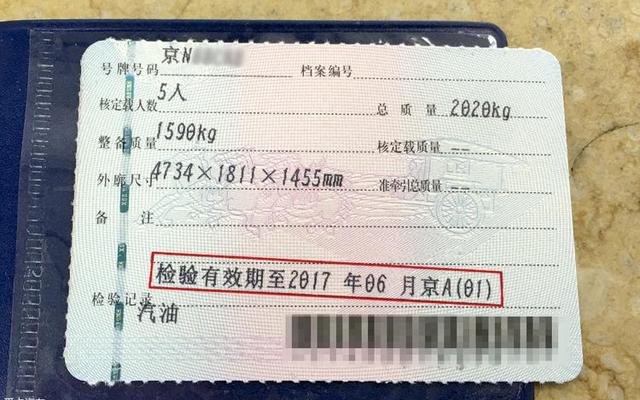 号牌号码 京N 档案编号
核定载人数 5人 总质量 2020kg
整备质量 1590kg 核定载质量 --
外廓尺寸 4734×1811×1455mm 准牵引总质量 --
备注
检验有效期至2017 年06 月京A(01)
检验记录
汽油